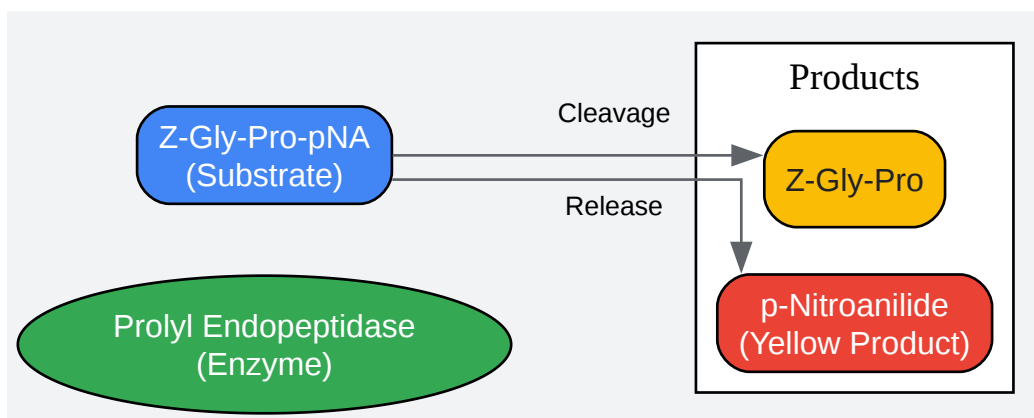 Products
Cleavage
Z-Gly-Pro-pNA
(Substrate)
Z-Gly-Pro
Release
p-Nitroanilide
(Yellow Product)
Prolyl Endopeptidase
(Enzyme)